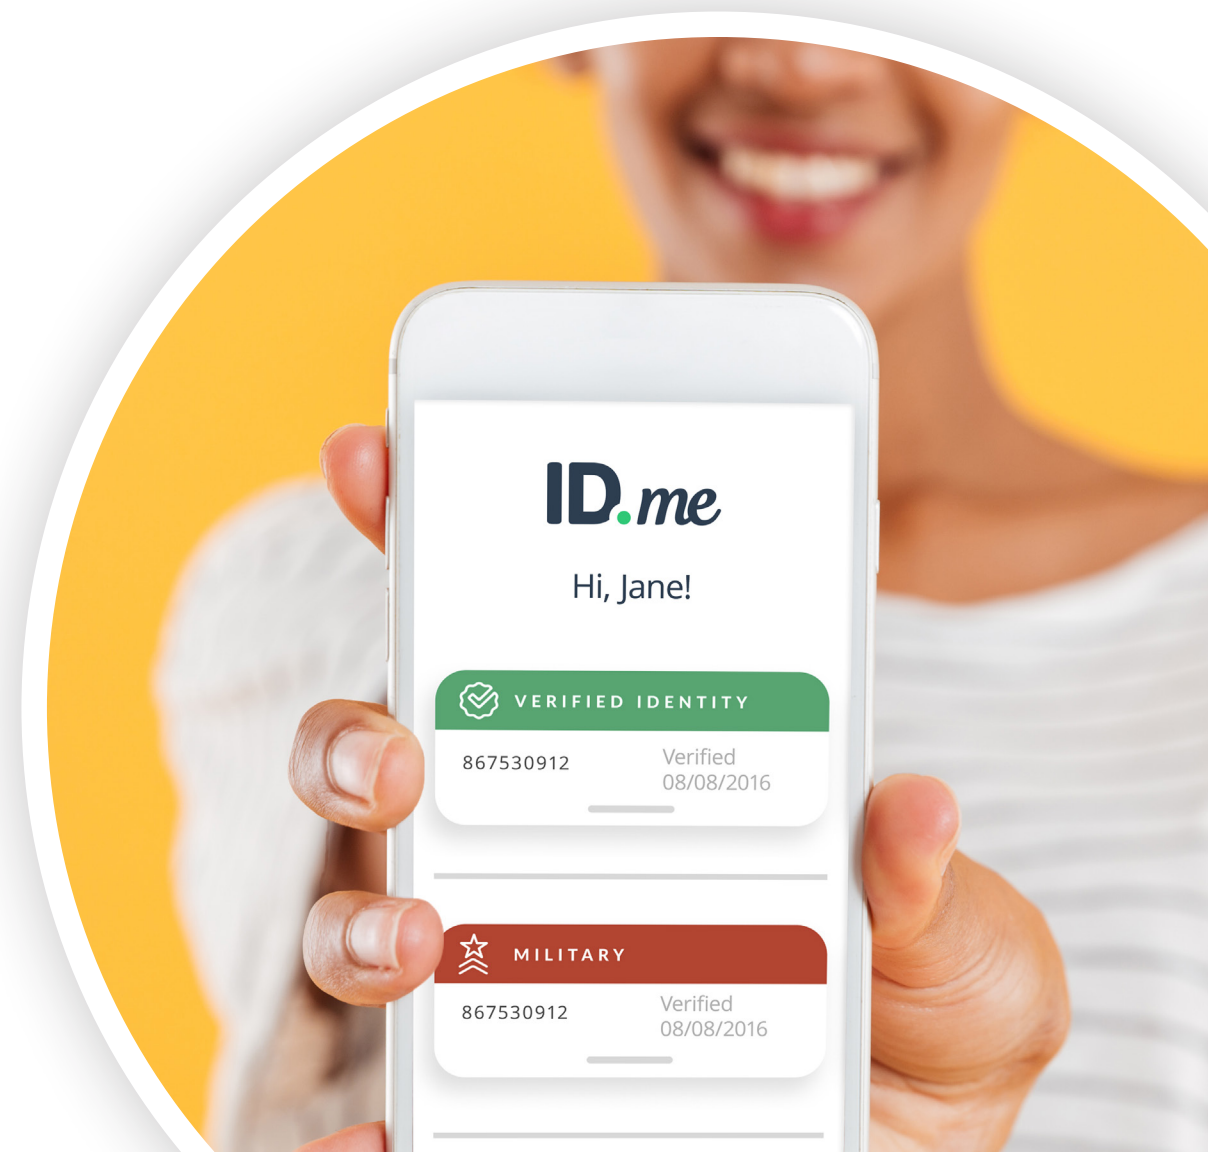 ID.me
Hi, Jane!
VERIFIED IDENTITY
867530912
Verified
08/08/2016
MILITARY
867530912
Verified
08/08/2016